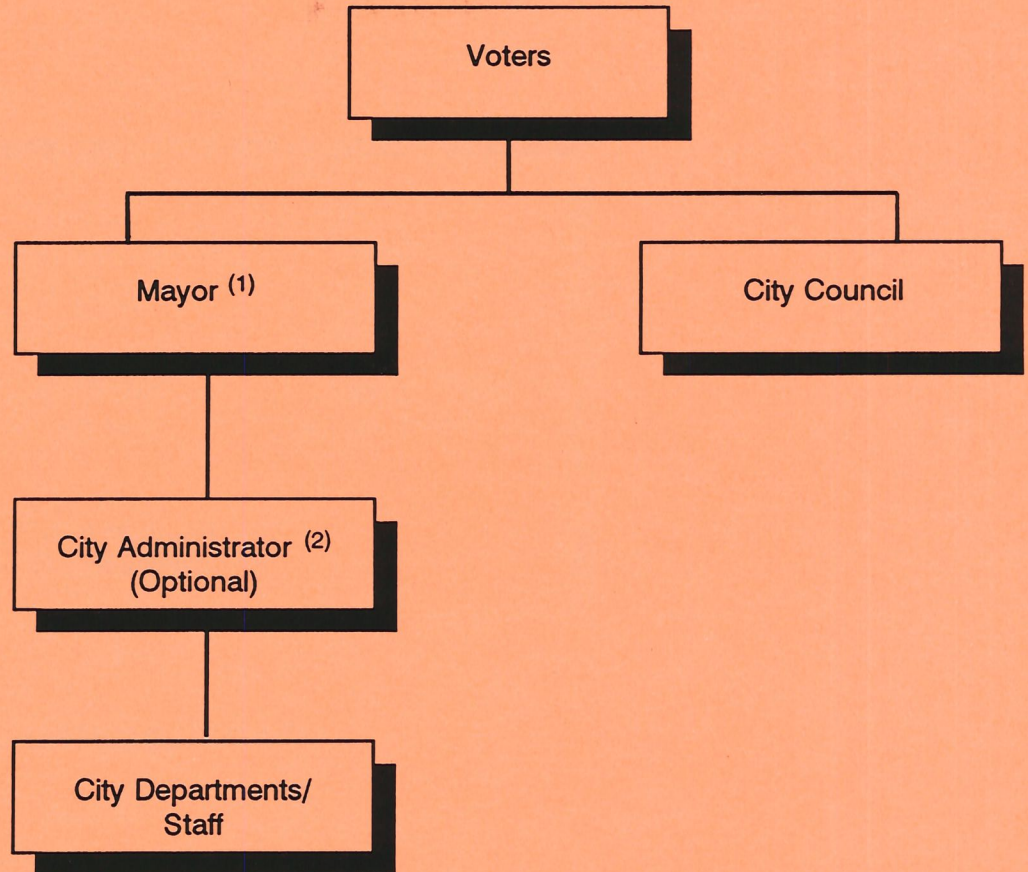 Voters
Mayor (1)
City Council
City Administrator (2)
(Optional)
City Departments/
Staff